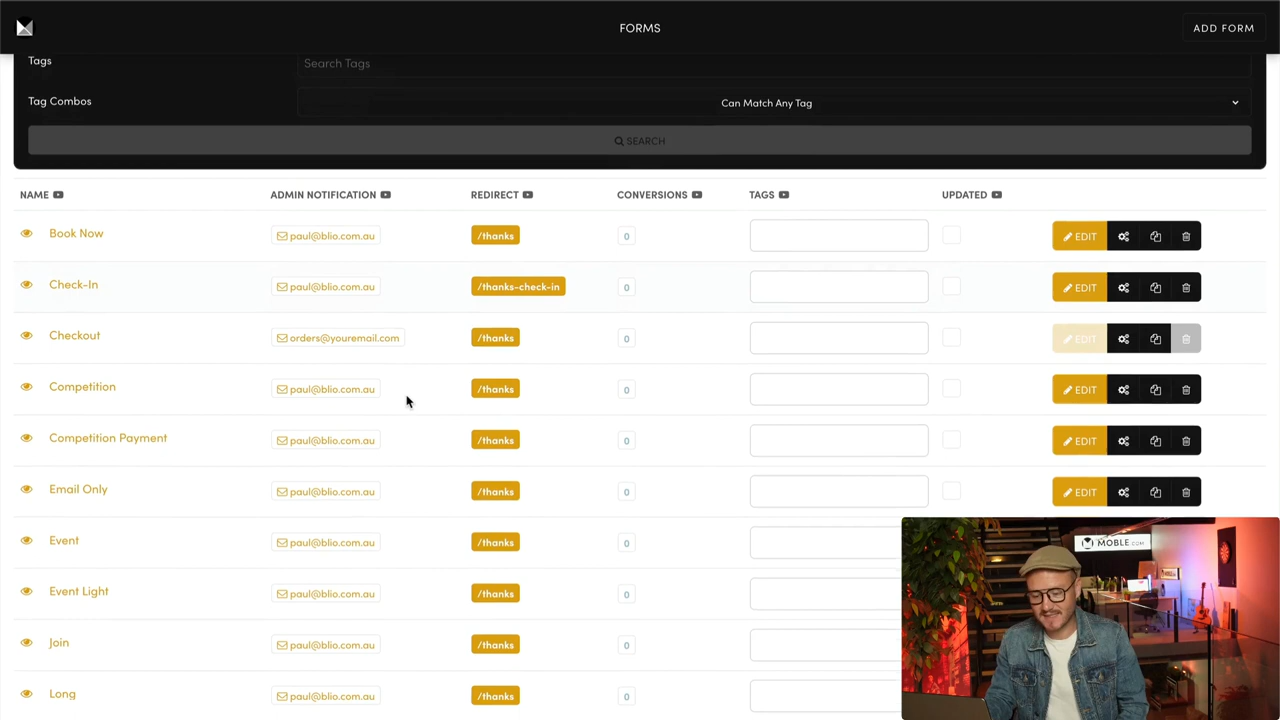 FORMS
ADD FORM
Tags
Search Tags
Tag Combos
Can Match Any Tag
SEARCH
NAME ADMIN NOTIFICATION REDIRECT CONVERSIONS TAGS UPDATED
Book Now paul@blio.com.au /thanks 0 EDIT
Check-In paul@blio.com.au /thanks-check-in 0 EDIT
Checkout orders@youremail.com /thanks 0 EDIT
Competition paul@blio.com.au /thanks 0 EDIT
Competition Payment paul@blio.com.au /thanks 0 EDIT
Email Only paul@blio.com.au /thanks 0 EDIT
Event paul@blio.com.au /thanks 0
Event Light paul@blio.com.au /thanks 0
Join paul@blio.com.au /thanks 0
Long paul@blio.com.au /thanks 0
MOBLE.COM